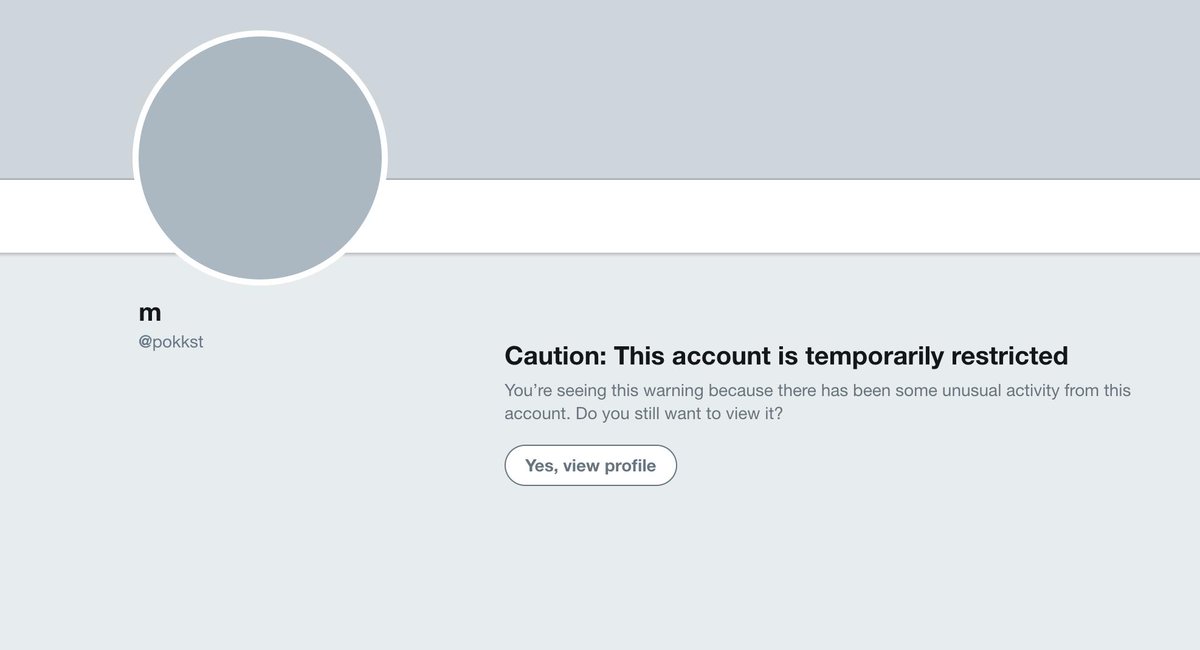 m
@pokkst
Caution: This account is temporarily restricted
You’re seeing this warning because there has been some unusual activity from this
account. Do you still want to view it?
Yes, view profile